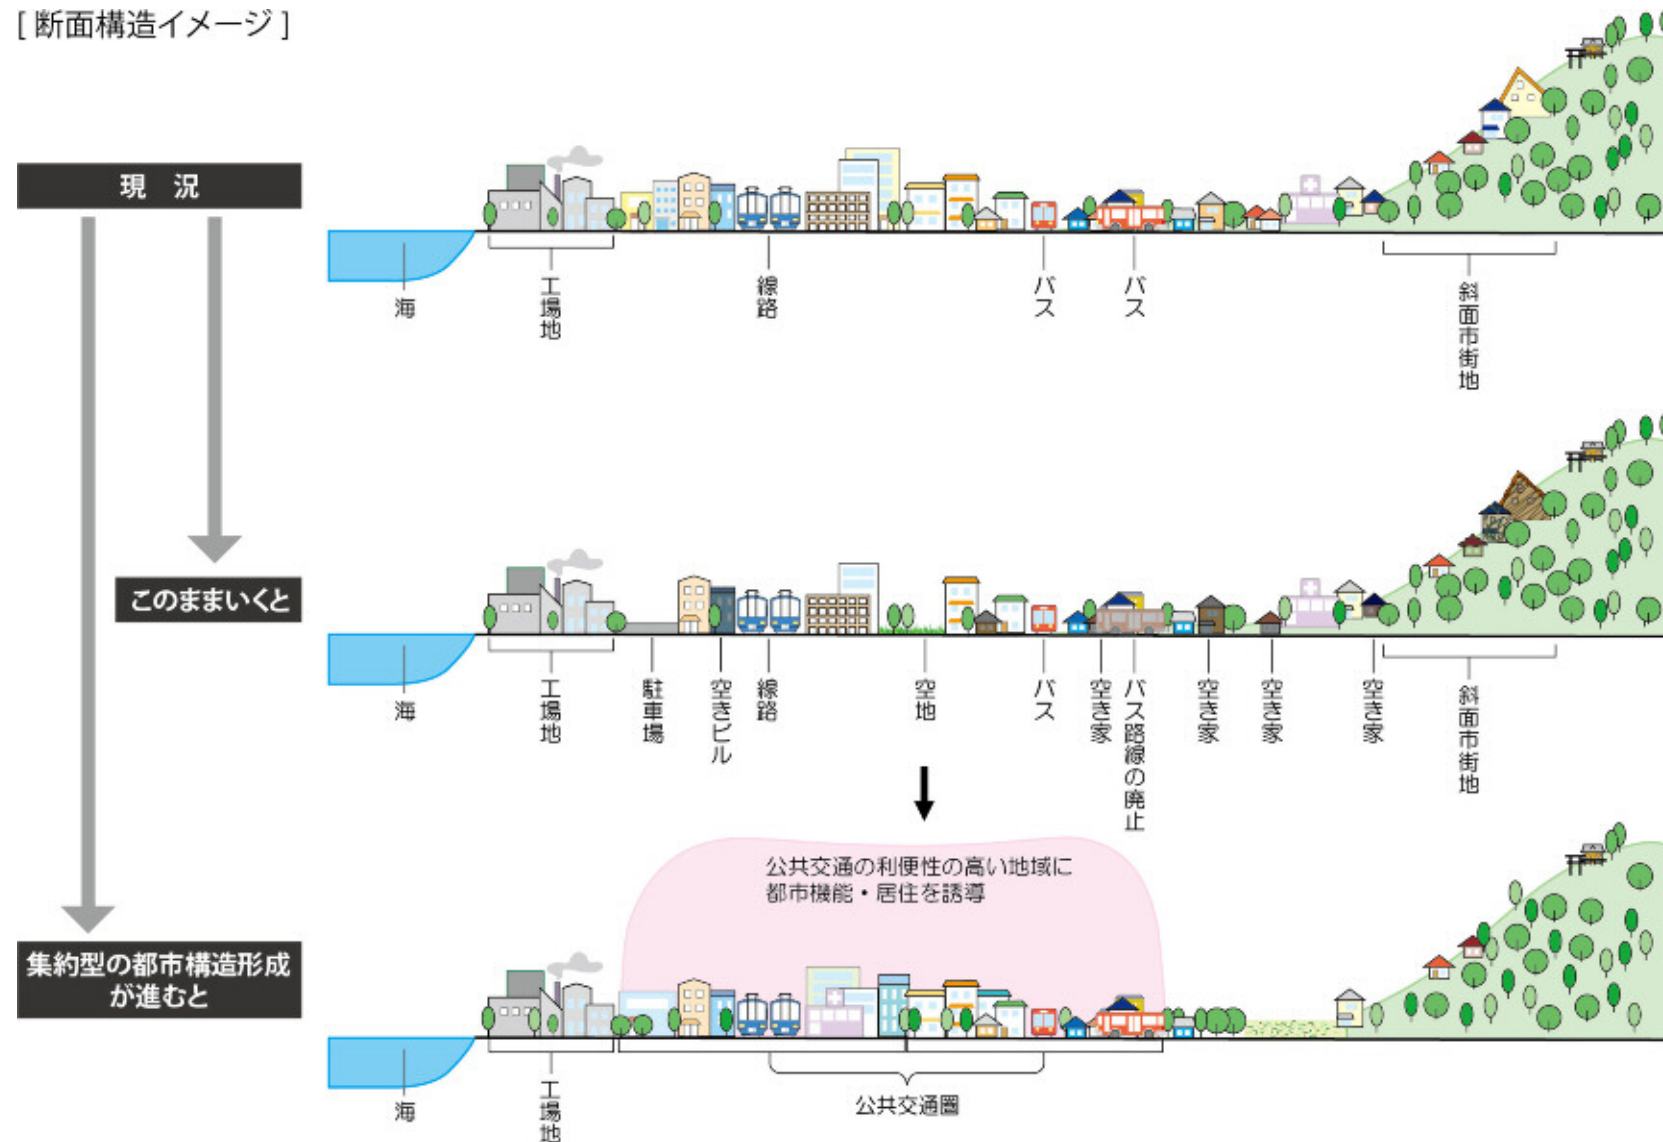 [ 断面構造イメージ ]
現　況
海
工場地
線路
バス
バス
斜面市街地
このままいくと
海
工場地
駐車場
空きビル
線路
空地
バス
空き家
バス路線の廃止
空き家
空き家
空き家
斜面市街地
公共交通の利便性の高い地域に
都市機能・居住を誘導
集約型の都市構造形成
が進むと
海
工場地
公共交通圏